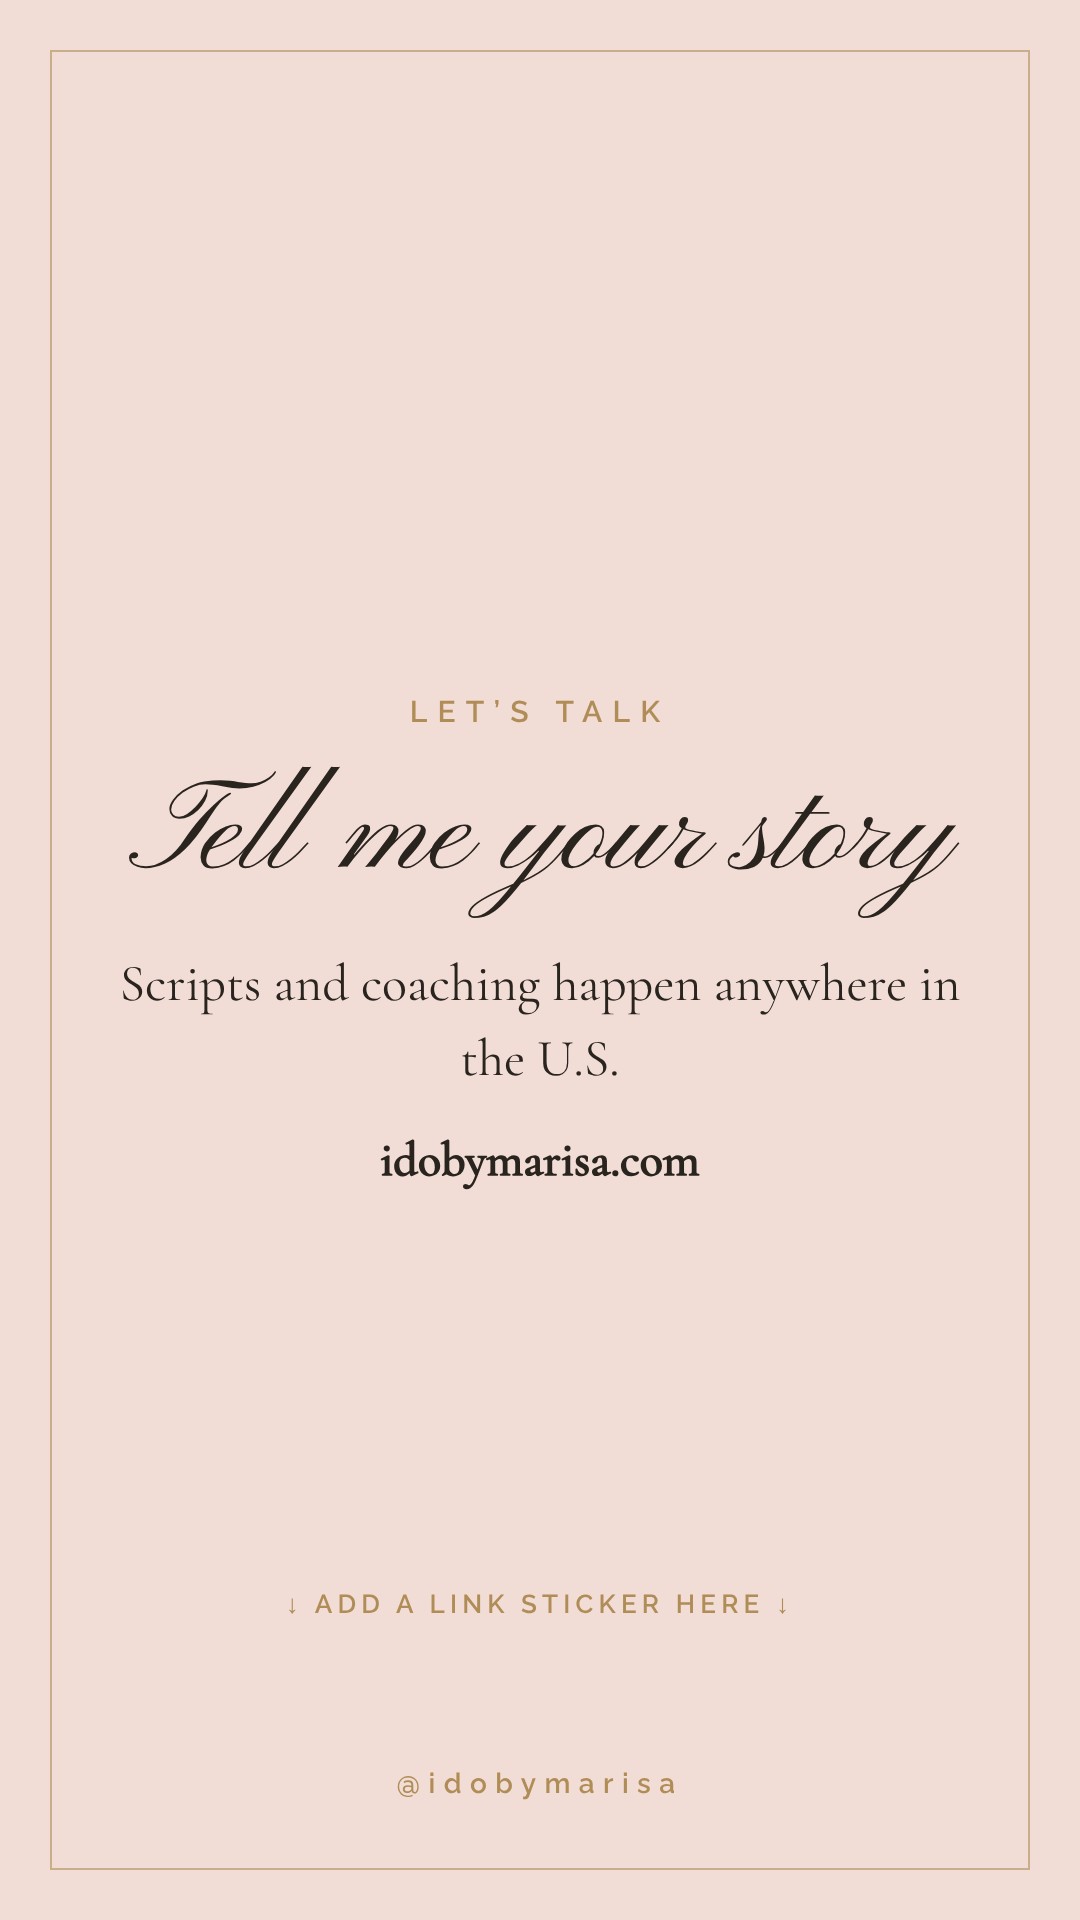 LET'S TALK
Tell me your story
Scripts and coaching happen anywhere in
the U.S.
idobymarisa.com
↓ ADD A LINK STICKER HERE ↓
@idobymarisa